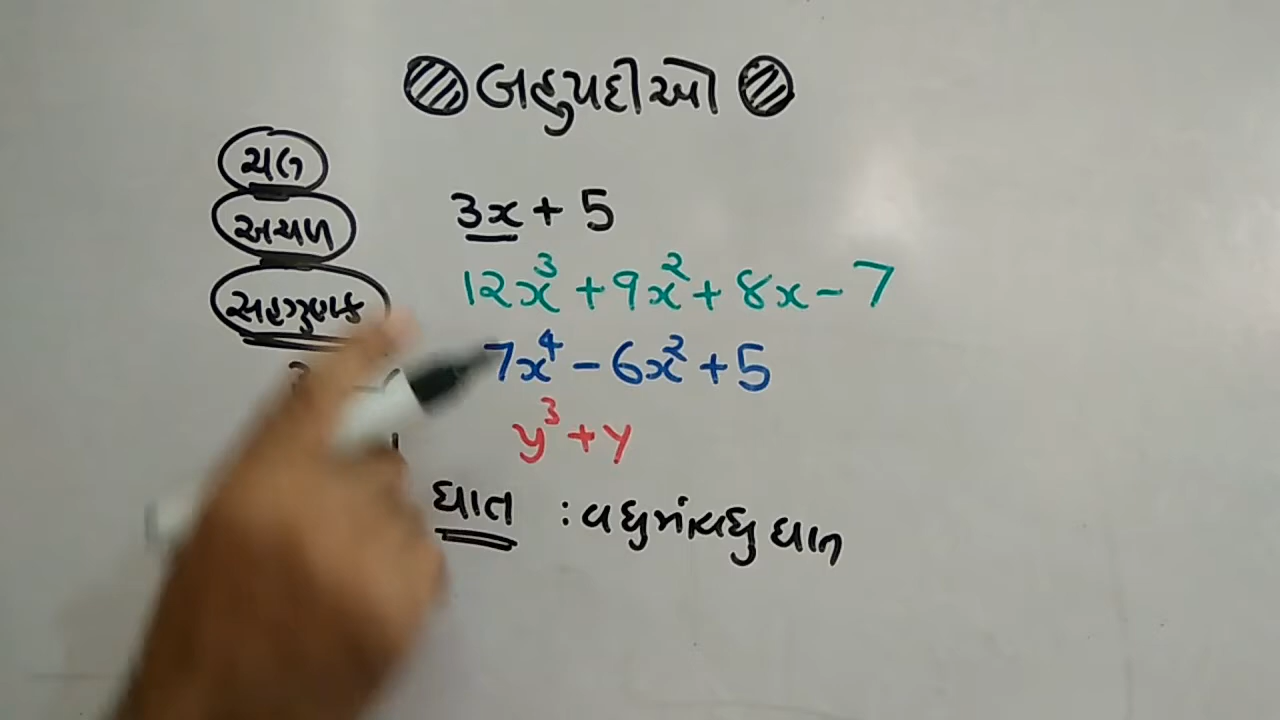 બહુપદીઓ
ચલ
અચળ
સહગુણક
3x + 5
12x³ + 9x² + 8x - 7
7x⁴ - 6x² + 5
y³ + y
ઘાત : વધુમાંવધુ ઘાત